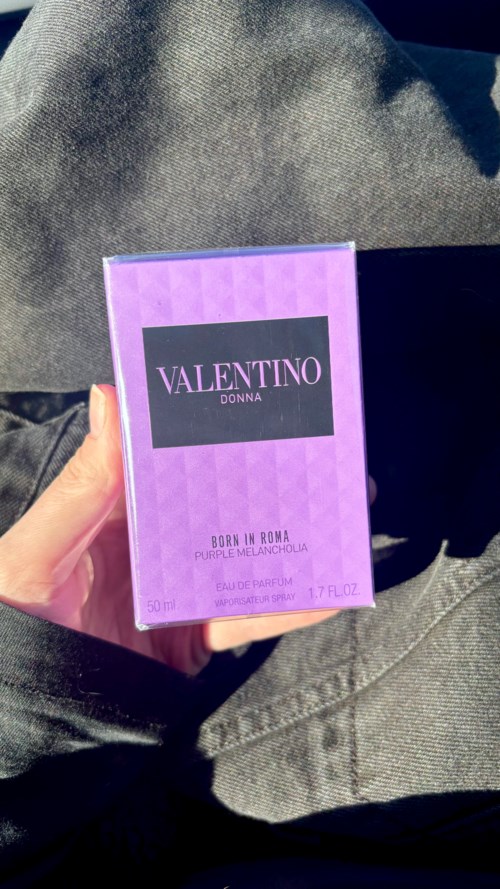 VALENTINO
DONNA
BORN IN ROMA
PURPLE MELANCHOLIA
EAU DE PARFUM
50 ml VAPORISATEUR SPRAY 1.7 FL.OZ.